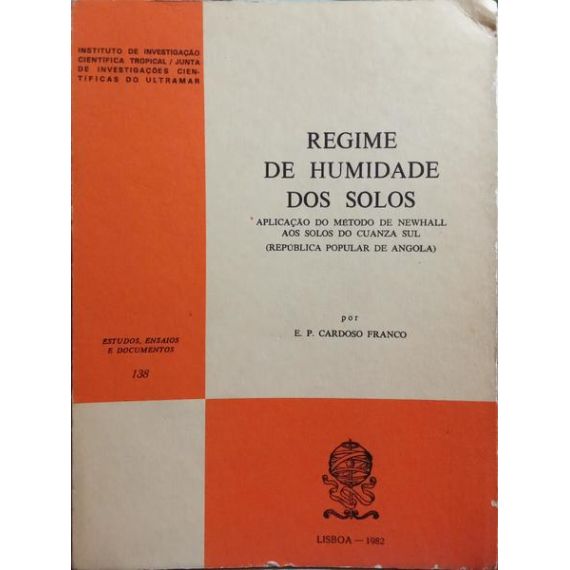 INSTITUTO DE INVESTIGAÇÃO
CIENTÍFICA TROPICAL / JUNTA
DE INVESTIGAÇÕES CIEN-
TÍFICAS DO ULTRAMAR
REGIME
DE HUMIDADE
DOS SOLOS
APLICAÇÃO DO MÉTODO DE NEWHALL
AOS SOLOS DO CUANZA SUL
(REPÚBLICA POPULAR DE ANGOLA)
por
E. P. CARDOSO FRANCO
ESTUDOS, ENSAIOS
E DOCUMENTOS
138
LISBOA — 1982